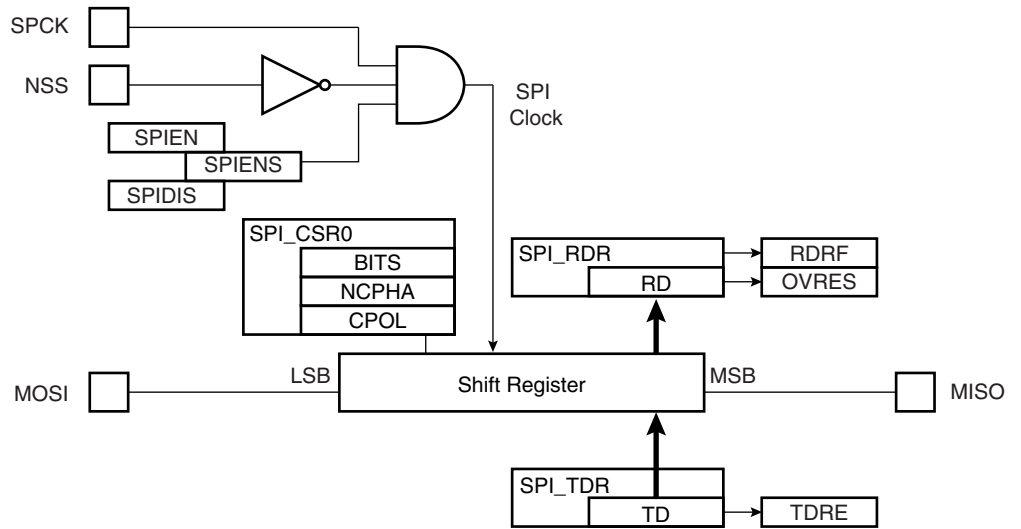 SPCK
NSS
SPI
Clock
SPIEN
SPIENS
SPIDIS
SPI_CSR0
BITS
NCPHA
CPOL
SPI_RDR
RD
RDRF
OVRES
MOSI
LSB
Shift Register
MSB
MISO
SPI_TDR
TD
TDRE